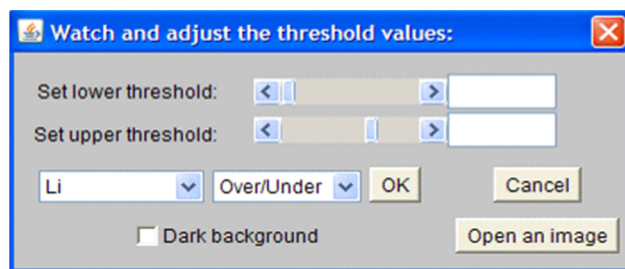 Watch and adjust the threshold values:
Set lower threshold:
Set upper threshold:
Li Over/Under OK Cancel
Dark background Open an image